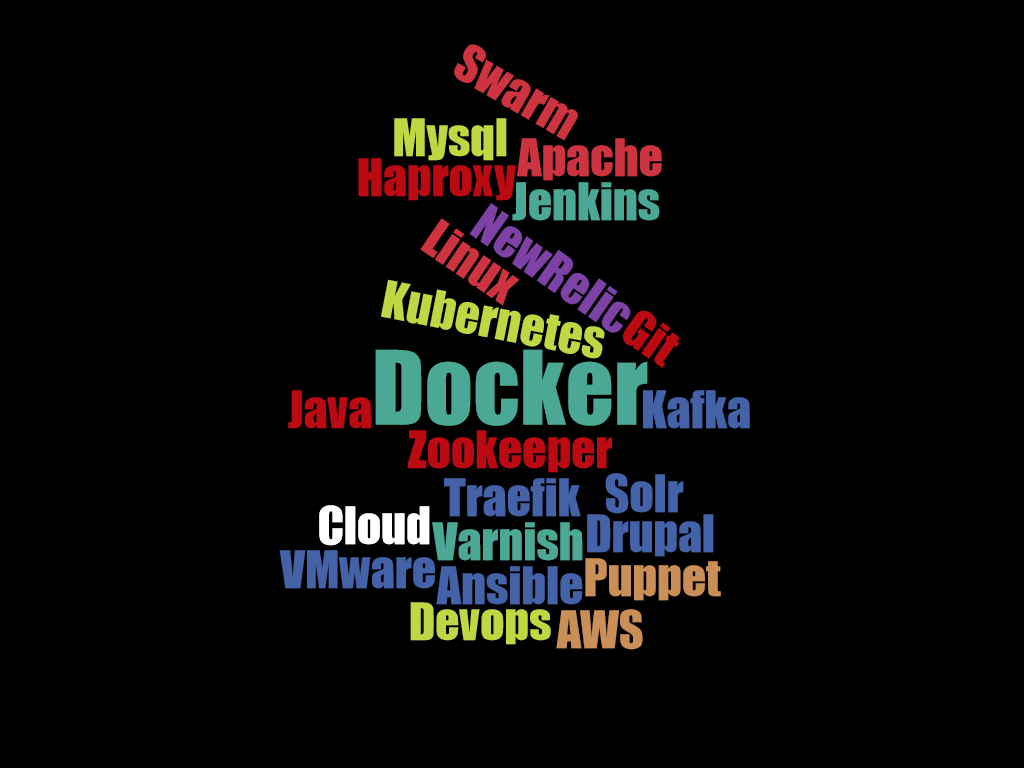 Swarm
Mysql
Apache
Haproxy
Jenkins
NewRelic
Linux
Kubernetes
Git
Docker
Java
Kafka
Zookeeper
Traefik
Solr
Cloud
Varnish
Drupal
VMware
Ansible
Puppet
Devops
AWS